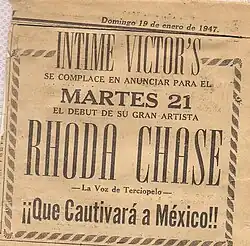 Domingo 19 de enero de 1947.
INTIME VICTOR'S
SE COMPLACE EN ANUNCIAR PARA EL
MARTES 21
EL DEBUT DE SU GRAN ARTISTA
RHODA CHASE
—La Voz de Terciopelo—
¡¡Que Cautivará a México!!